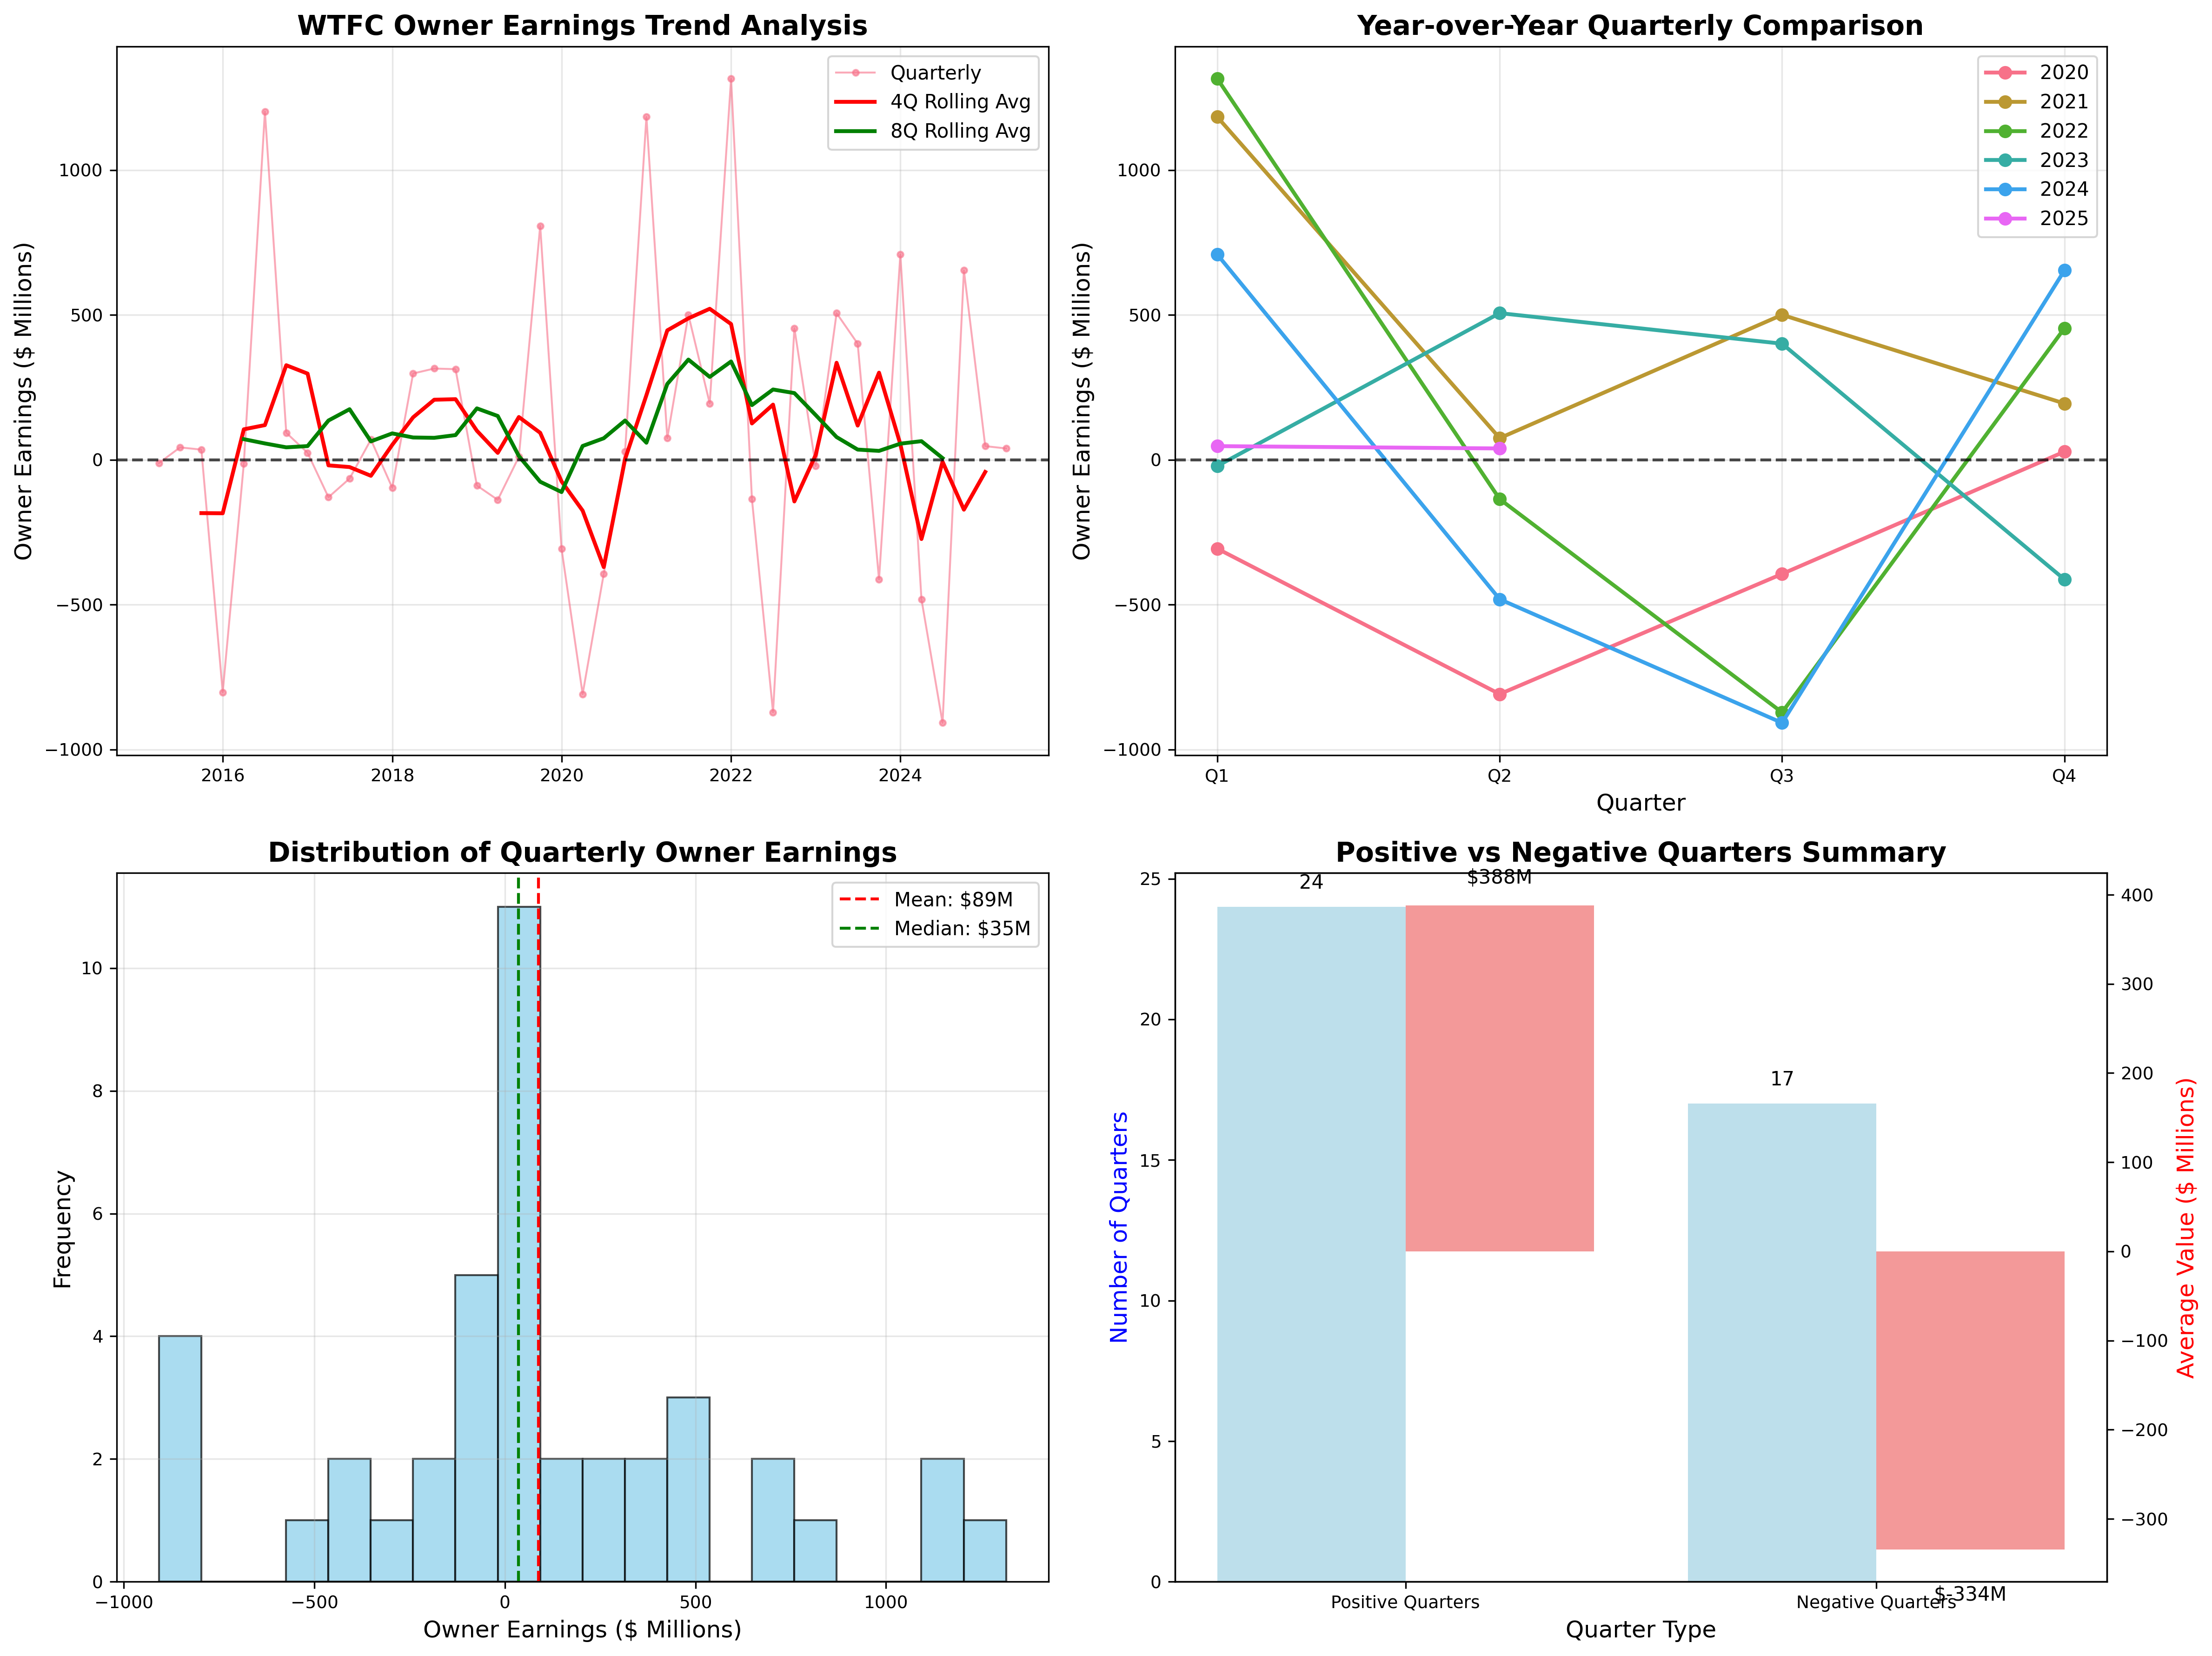 WTFC Owner Earnings Trend Analysis
Owner Earnings ($ Millions)
1000
500
0
−500
−1000
2016
2018
2020
2022
2024
Quarterly
4Q Rolling Avg
8Q Rolling Avg
Year-over-Year Quarterly Comparison
Owner Earnings ($ Millions)
1000
500
0
−500
−1000
Q1
Q2
Q3
Q4
Quarter
2020
2021
2022
2023
2024
2025
Distribution of Quarterly Owner Earnings
Frequency
10
8
6
4
2
0
−1000
−500
0
500
1000
Owner Earnings ($ Millions)
Mean: $89M
Median: $35M
Positive vs Negative Quarters Summary
Number of Quarters
25
20
15
10
5
0
24
$388M
17
$-334M
Positive Quarters
Negative Quarters
Quarter Type
400
300
200
100
0
−100
−200
−300
Average Value ($ Millions)